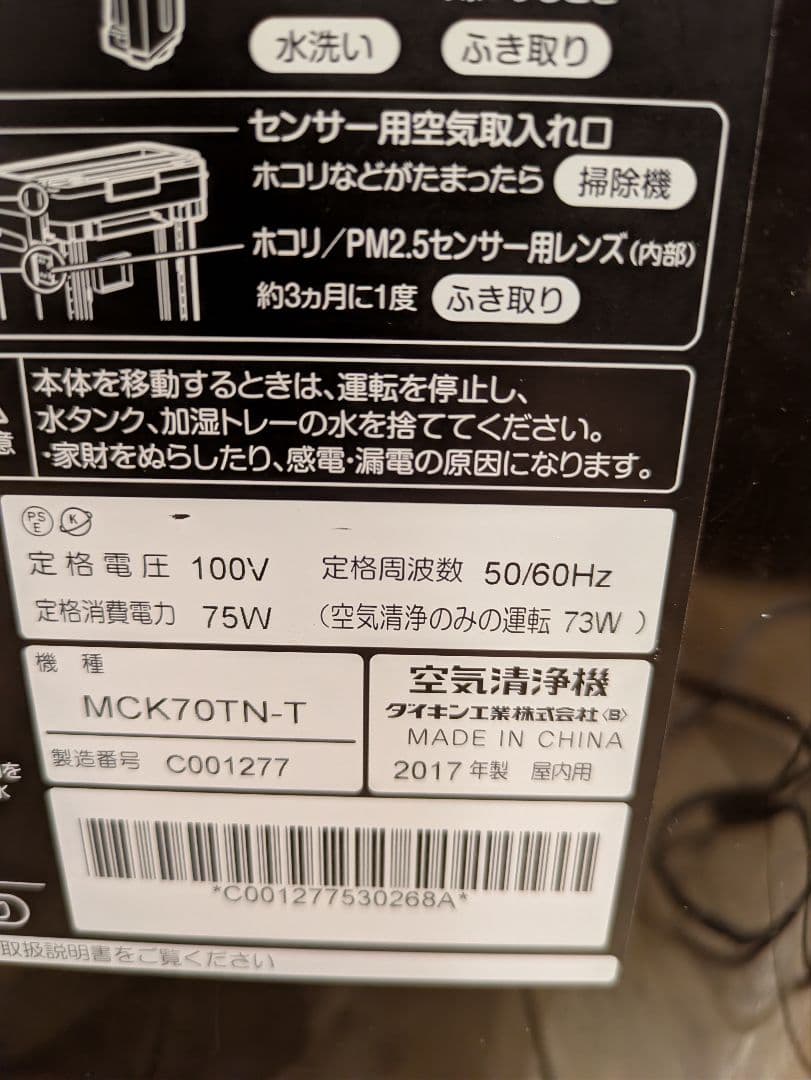 水洗い
ふき取り
センサー用空気取入れ口
ホコリなどがたまったら 掃除機
ホコリ/PM2.5センサー用レンズ(内部)
約3ヵ月に1度 ふき取り
本体を移動するときは、運転を停止し、
水タンク、加湿トレーの水を捨ててください。
・家財をぬらしたり、感電・漏電の原因になります。
意
PS
E
K
定格電圧 100V 定格周波数 50/60Hz
定格消費電力 75W (空気清浄のみの運転 73W )
機種
MCK70TN-T
製造番号 C001277
空気清浄機
ダイキン工業株式会社〈B〉
MADE IN CHINA
2017年製 屋内用
を
*C001277530268A*
取扱説明書をご覧ください